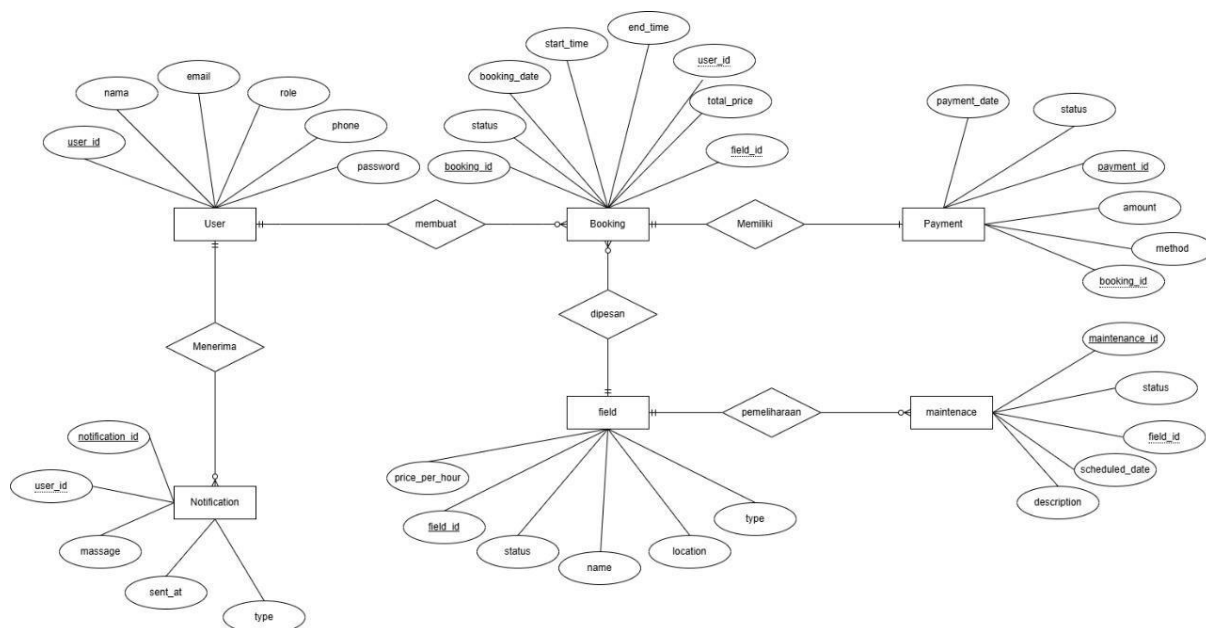 end_time
start_time
user_id
email
booking_date
nama
role
total_price
payment_date
status
phone
status
user_id
password
booking_id
field_id
payment_id
amount
User
membuat
Booking
Memiliki
Payment
method
booking_id
dipesan
Menerima
maintenance_id
status
field
pemeliharaan
maintenace
notification_id
field_id
scheduled_date
price_per_hour
user_id
Notification
description
type
field_id
massage
status
location
name
sent_at
type